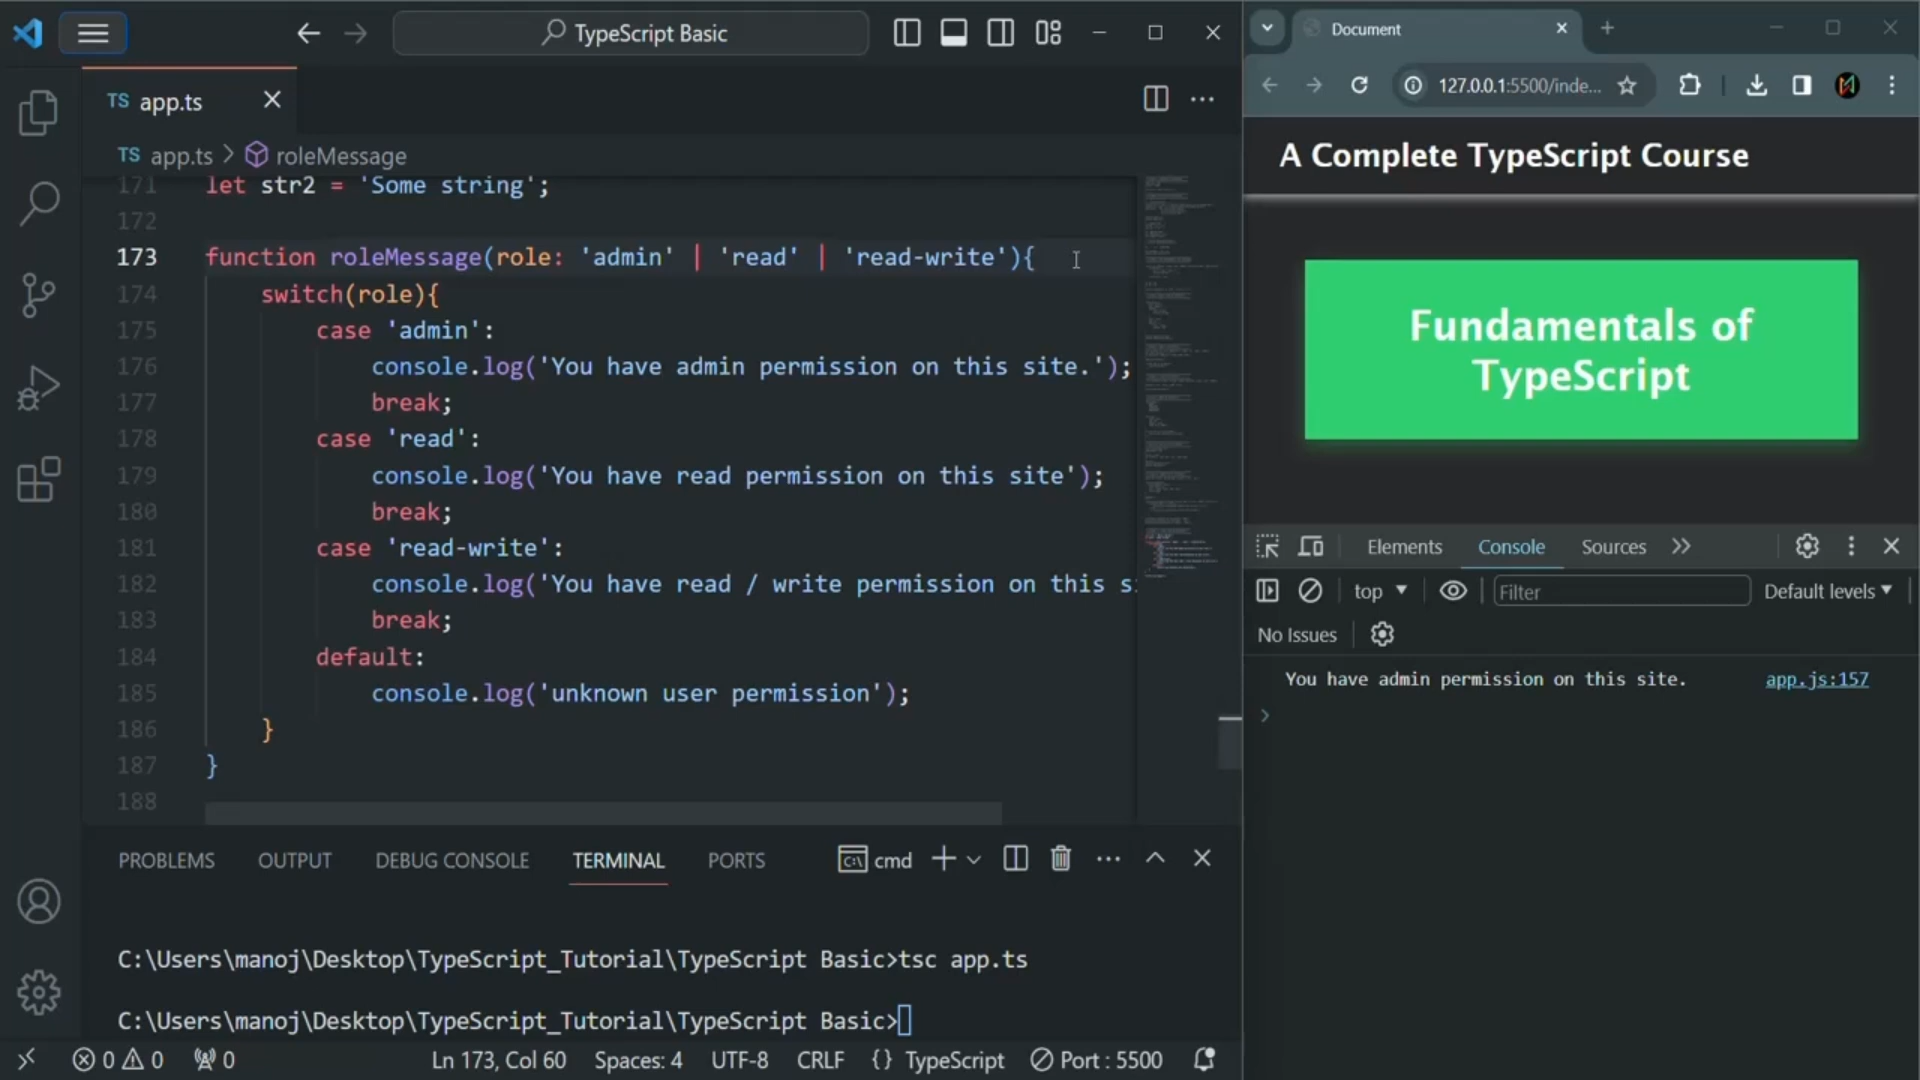 TypeScript Basic
TS app.ts
TS app.ts > roleMessage
171 let str2 = 'Some string';
172
173 function roleMessage(role: 'admin' | 'read' | 'read-write'){
174 switch(role){
175 case 'admin':
176 console.log('You have admin permission on this site.');
177 break;
178 case 'read':
179 console.log('You have read permission on this site');
180 break;
181 case 'read-write':
182 console.log('You have read / write permission on this s
183 break;
184 default:
185 console.log('unknown user permission');
186 }
187 }
188
PROBLEMS OUTPUT DEBUG CONSOLE TERMINAL PORTS cmd
C:\Users\manoj\Desktop\TypeScript_Tutorial\TypeScript Basic>tsc app.ts
C:\Users\manoj\Desktop\TypeScript_Tutorial\TypeScript Basic>
0 0 0 Ln 173, Col 60 Spaces: 4 UTF-8 CRLF {} TypeScript Port : 5500
Document
127.0.0.1:5500/inde...
A Complete TypeScript Course
Fundamentals of
TypeScript
Elements Console Sources
top Filter Default levels
No Issues
You have admin permission on this site. app.js:157